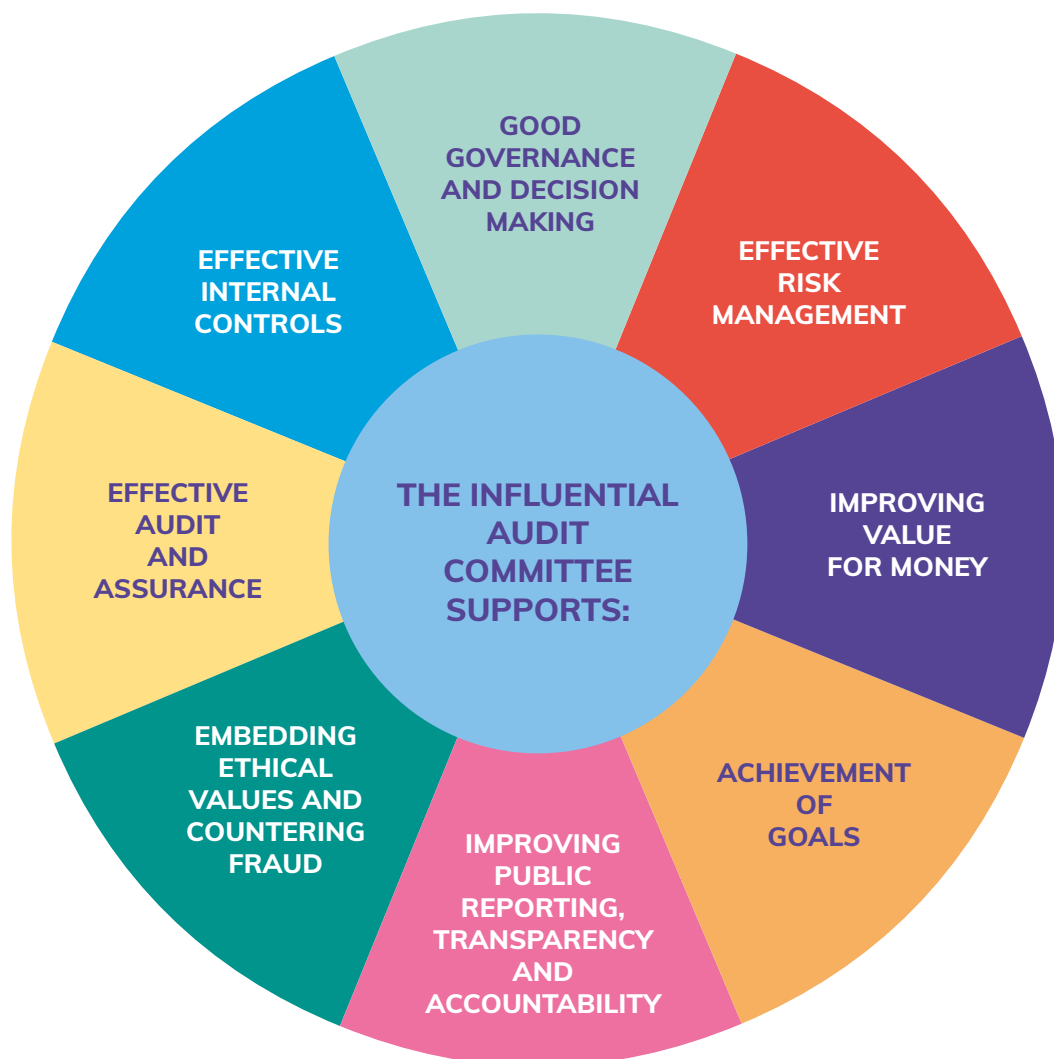 THE INFLUENTIAL
AUDIT
COMMITTEE
SUPPORTS:
GOOD
GOVERNANCE
AND DECISION
MAKING
EFFECTIVE
RISK
MANAGEMENT
IMPROVING
VALUE
FOR MONEY
ACHIEVEMENT
OF
GOALS
IMPROVING
PUBLIC
REPORTING,
TRANSPARENCY
AND
ACCOUNTABILITY
EMBEDDING
ETHICAL
VALUES AND
COUNTERING
FRAUD
EFFECTIVE
AUDIT
AND
ASSURANCE
EFFECTIVE
INTERNAL
CONTROLS